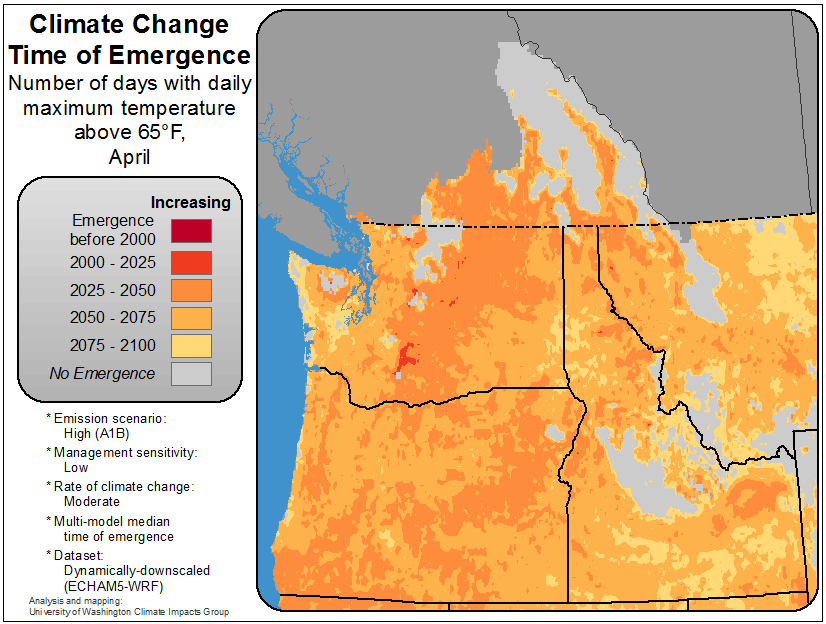 Climate Change
Time of Emergence
Number of days with daily
maximum temperature
above 65°F,
April
Increasing
Emergence
before 2000
2000 - 2025
2025 - 2050
2050 - 2075
2075 - 2100
No Emergence
* Emission scenario:
High (A1B)
* Management sensitivity:
Low
* Rate of climate change:
Moderate
* Multi-model median
time of emergence
* Dataset:
Dynamically-downscaled
(ECHAM5-WRF)
Analysis and mapping:
University of Washington Climate Impacts Group